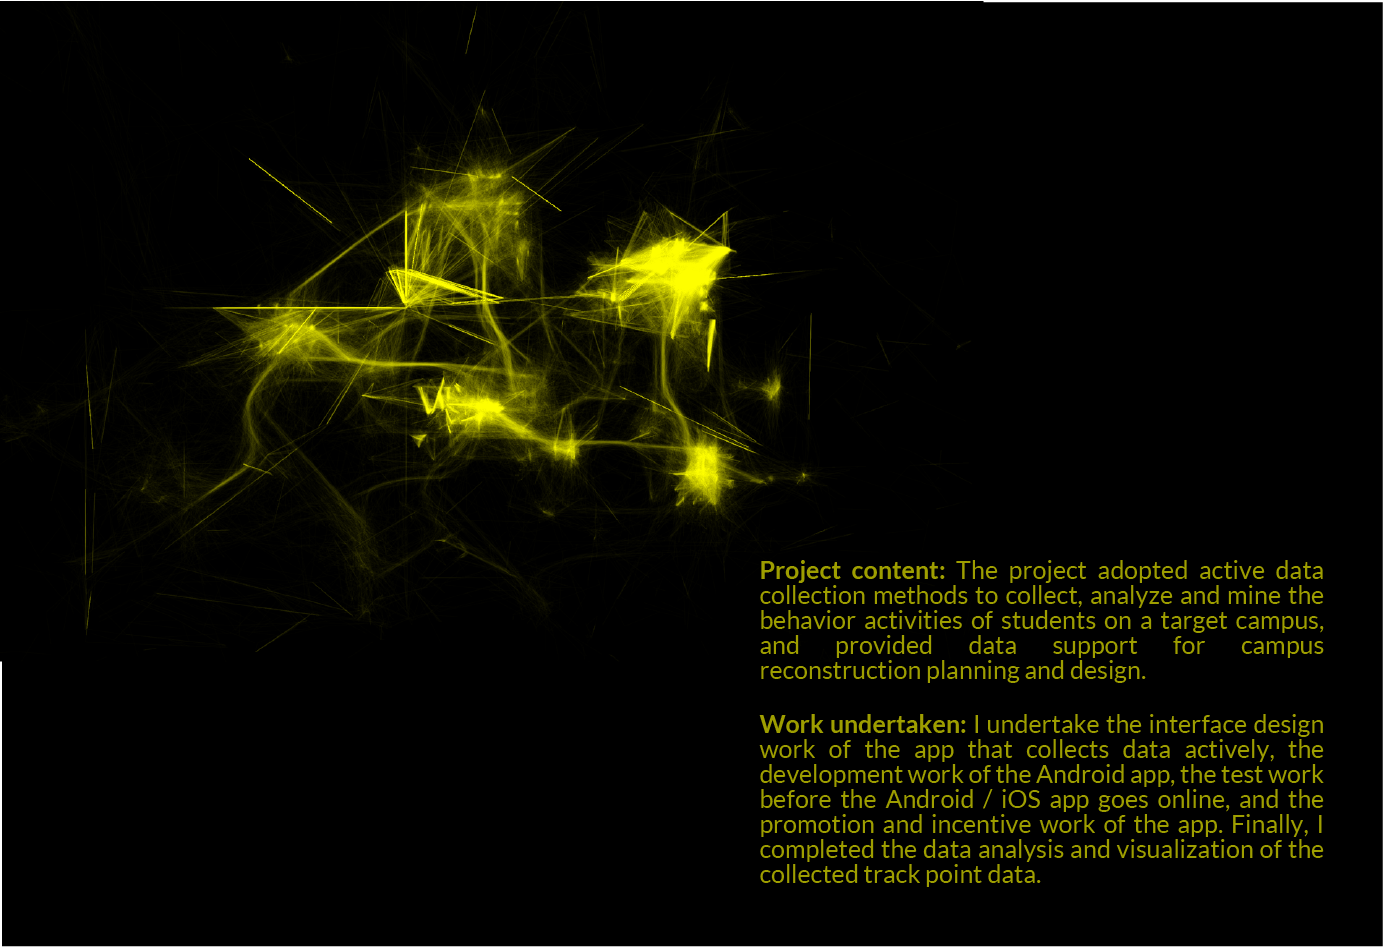 Project content: The project adopted active data
collection methods to collect, analyze and mine the
behavior activities of students on a target campus,
and provided data support for campus
reconstruction planning and design.
Work undertaken: I undertake the interface design
work of the app that collects data actively, the
development work of the Android app, the test work
before the Android / iOS app goes online, and the
promotion and incentive work of the app. Finally, I
completed the data analysis and visualization of the
collected track point data.